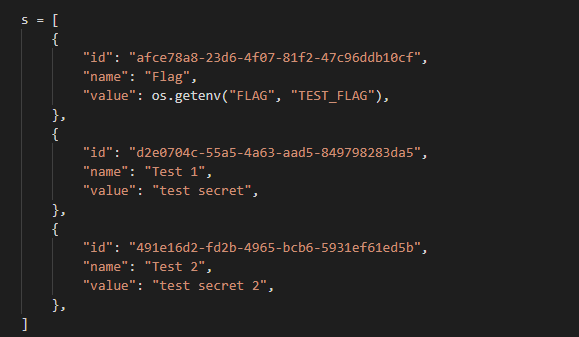 s = [
    {
        "id": "afce78a8-23d6-4f07-81f2-47c96ddb10cf",
        "name": "Flag",
        "value": os.getenv("FLAG", "TEST_FLAG"),
    },
    {
        "id": "d2e0704c-55a5-4a63-aad5-849798283da5",
        "name": "Test 1",
        "value": "test secret",
    },
    {
        "id": "491e16d2-fd2b-4965-bcb6-5931ef61ed5b",
        "name": "Test 2",
        "value": "test secret 2",
    },
]